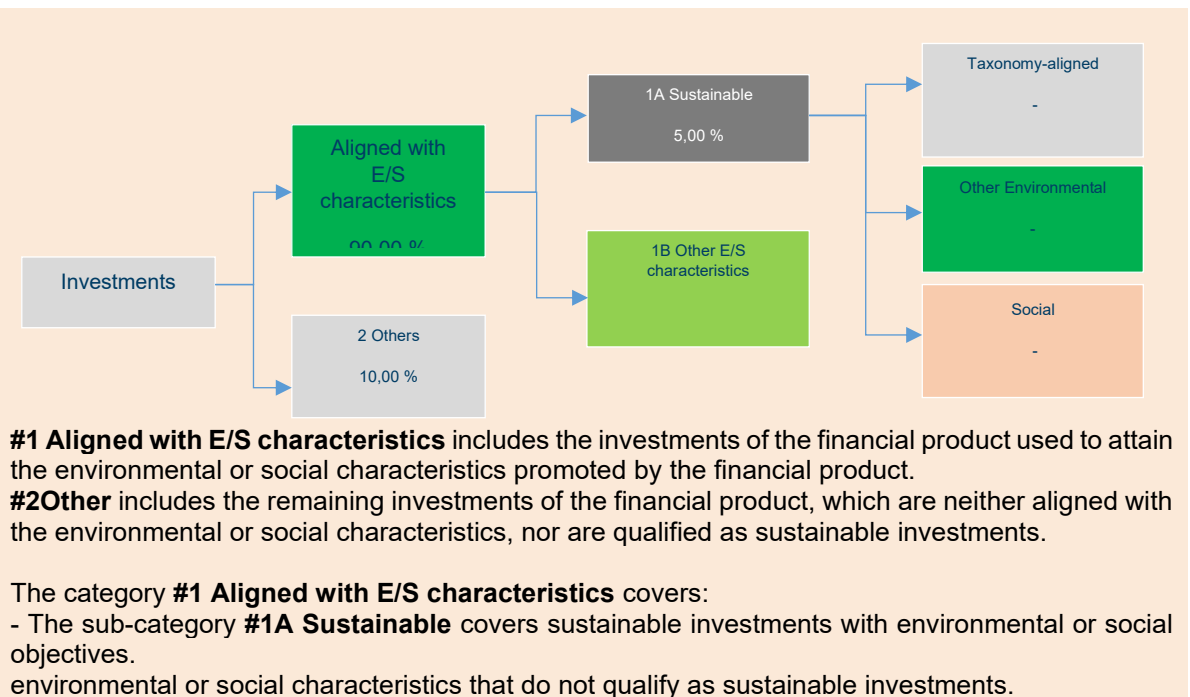 Investments
Aligned with
E/S
characteristics
90,00 %
2 Others
10,00 %
1A Sustainable
5,00 %
1B Other E/S
characteristics
Taxonomy-aligned
-
Other Environmental
-
Social
-
#1 Aligned with E/S characteristics includes the investments of the financial product used to attain
the environmental or social characteristics promoted by the financial product.
#2Other includes the remaining investments of the financial product, which are neither aligned with
the environmental or social characteristics, nor are qualified as sustainable investments.
The category #1 Aligned with E/S characteristics covers:
- The sub-category #1A Sustainable covers sustainable investments with environmental or social
objectives.
environmental or social characteristics that do not qualify as sustainable investments.